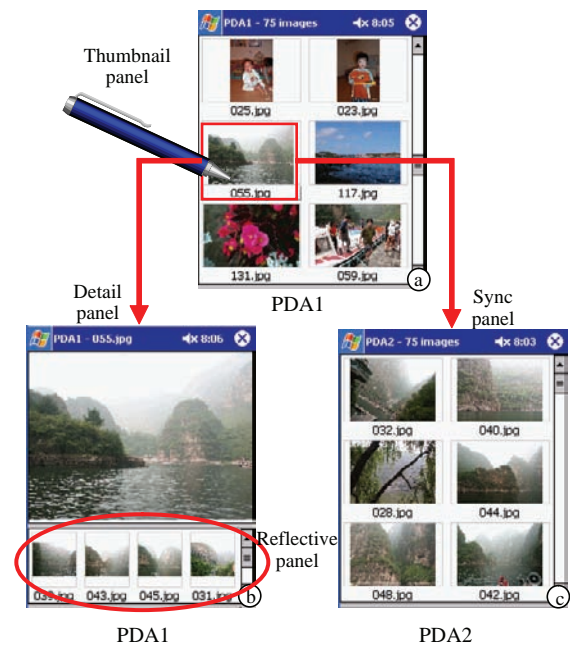 PDA1 - 75 images 8:05
Thumbnail
panel
025.jpg 023.jpg
055.jpg 117.jpg
131.jpg 059.jpg
a
PDA1
Detail
panel
Sync
panel
PDA1 - 055.jpg 8:06
Reflective
panel
039.jpg 043.jpg 045.jpg 031.jpg
b
PDA1
PDA2 - 75 images 8:03
032.jpg 040.jpg
028.jpg 044.jpg
048.jpg 042.jpg
c
PDA2